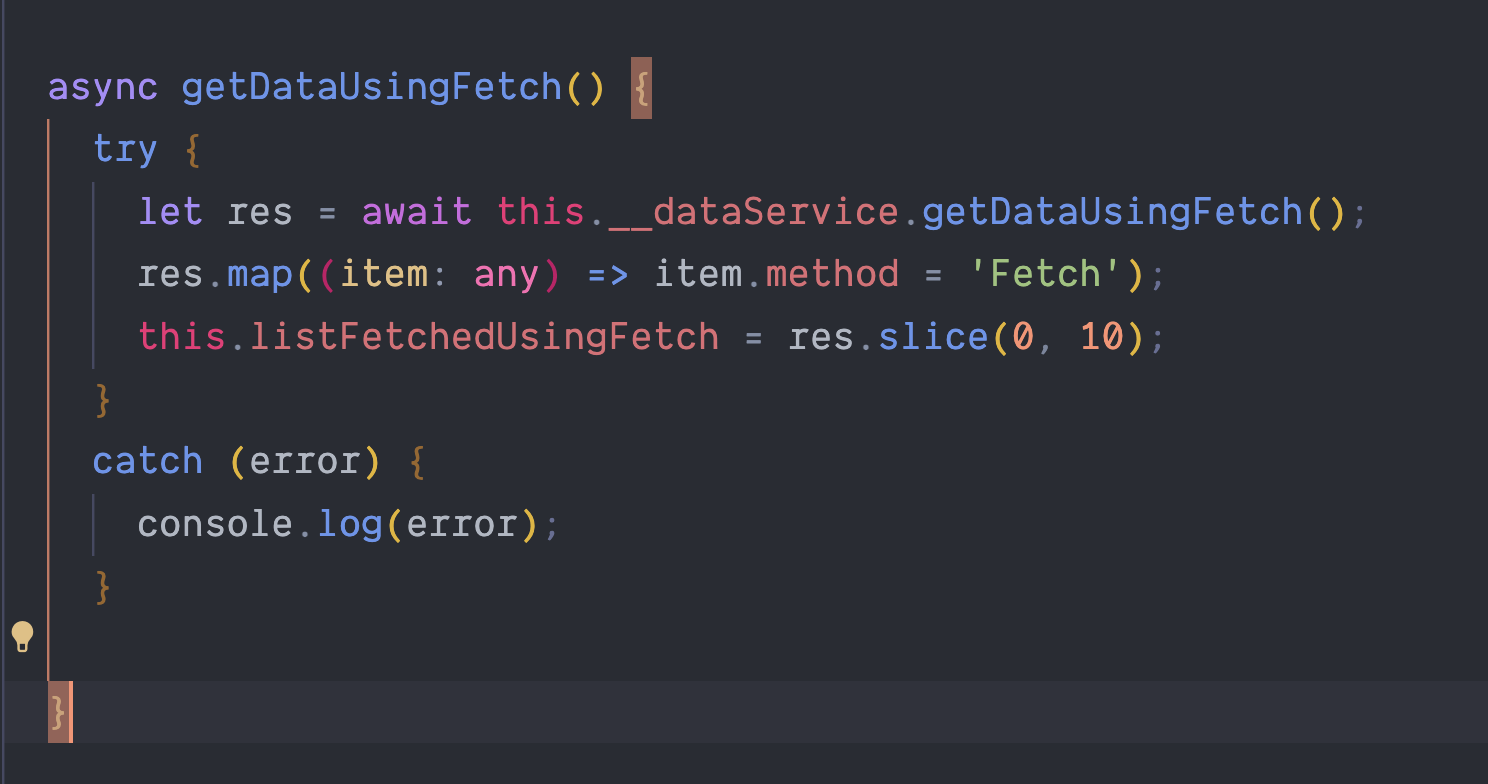 async getDataUsingFetch() {
  try {
    let res = await this.__dataService.getDataUsingFetch();
    res.map((item: any) => item.method = 'Fetch');
    this.listFetchedUsingFetch = res.slice(0, 10);
  }
  catch (error) {
    console.log(error);
  }
}